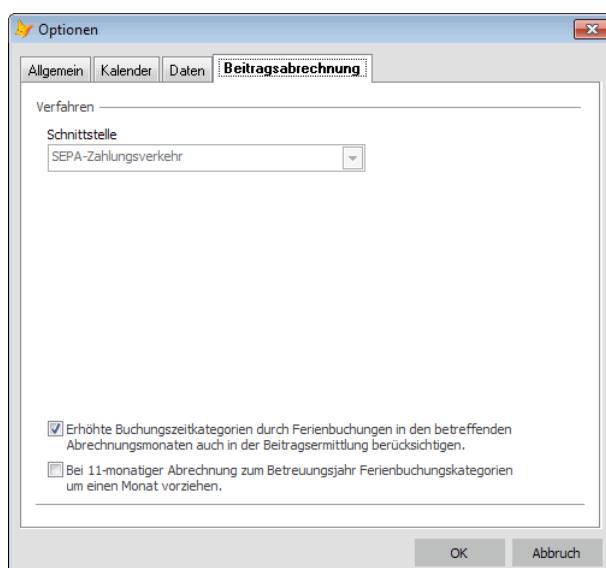 Optionen
Allgemein Kalender Daten Beitragsabrechnung
Verfahren
Schnittstelle
SEPA-Zahlungsverkehr
Erhöhte Buchungszeitkategorien durch Ferienbuchungen in den betreffenden
Abrechnungsmonaten auch in der Beitragsermittlung berücksichtigen.
Bei 11-monatiger Abrechnung zum Betreuungsjahr Ferienbuchungskategorien
um einen Monat vorziehen.
OK Abbruch